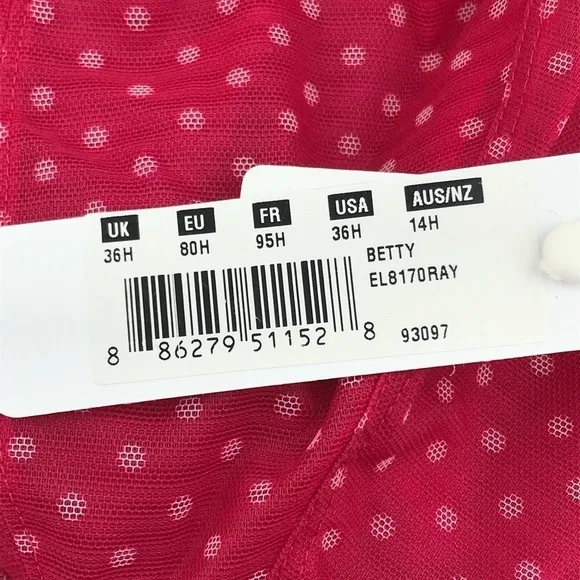 UK EU FR USA AUS/NZ
36H 80H 95H 36H 14H
BETTY
EL8170RAY
8 86279 51152 8 93097